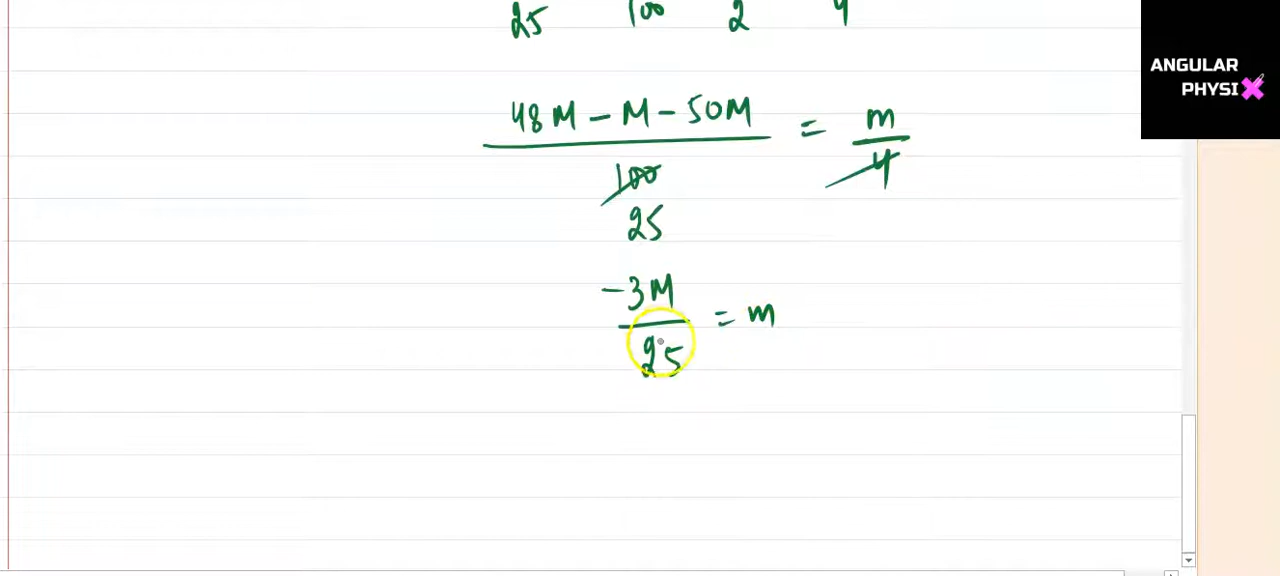 25 100 2 4
ANGULAR
PHYSI
48M - M - 50M = m
100 4
25
-3M = m
25